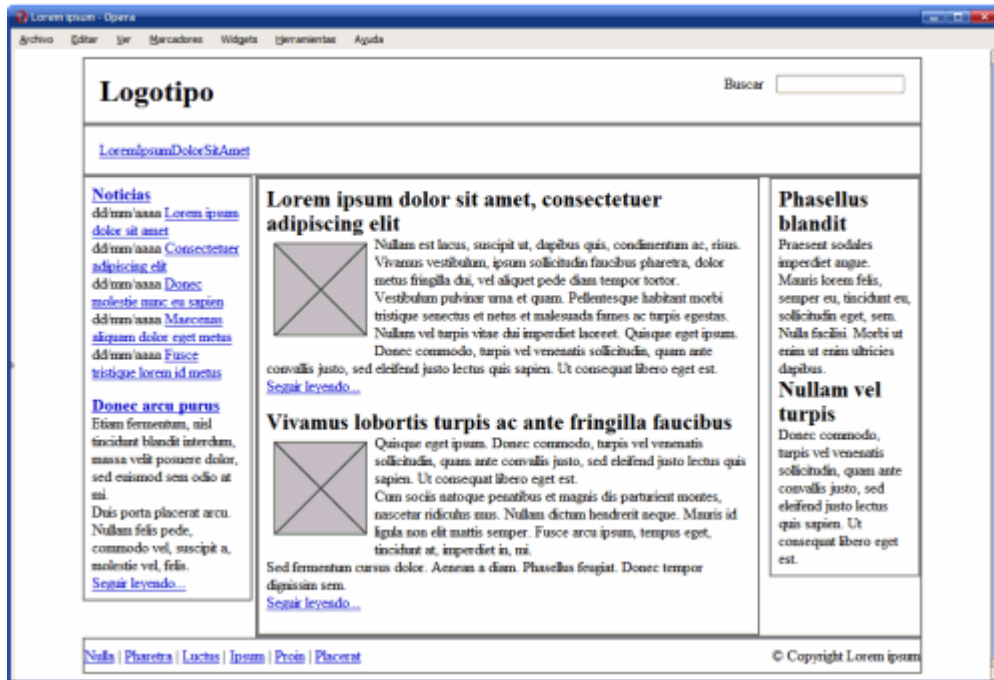 Lorem ipsum - Opera
Archivo Editar Ver Marcadores Widgets Herramientas Ayuda
Logotipo
Buscar
LoremIpsumDolorSitAmet
Noticias
dd/mm/aaaa Lorem ipsum
dolor sit amet
dd/mm/aaaa Consectetuer
adipiscing elit
dd/mm/aaaa Donec
molestie nunc eu sapien
dd/mm/aaaa Maecenas
aliquam dolor eget metus
dd/mm/aaaa Fusce
tristique lorem id metus
Donec arcu purus
Etiam fermentum, nisl
tincidunt blandit interdum,
massa velit posuere dolor,
sed euismod sem odio at
mi.
Duis porta placerat arcu.
Nullam felis pede,
commodo vel, suscipit a,
molestie vel, felis.
Seguir leyendo...
Lorem ipsum dolor sit amet, consectetuer
adipiscing elit
Nullam est lacus, suscipit ut, dapibus quis, condimentum ac, risus.
Vivamus vestibulum, ipsum sollicitudin faucibus pharetra, dolor
metus fringilla dui, vel aliquet pede diam tempor tortor.
Vestibulum pulvinar urna et quam. Pellentesque habitant morbi
tristique senectus et netus et malesuada fames ac turpis egestas.
Nullam vel turpis vitae dui imperdiet laoreet. Quisque eget ipsum.
Donec commodo, turpis vel venenatis sollicitudin, quam ante
convallis justo, sed eleifend justo lectus quis sapien. Ut consequat libero eget est.
Seguir leyendo...
Vivamus lobortis turpis ac ante fringilla faucibus
Quisque eget ipsum. Donec commodo, turpis vel venenatis
sollicitudin, quam ante convallis justo, sed eleifend justo lectus quis
sapien. Ut consequat libero eget est.
Cum sociis natoque penatibus et magnis dis parturient montes,
nascetur ridiculus mus. Nullam dictum hendrerit neque. Mauris id
ligula non elit mattis semper. Fusce arcu ipsum, tempus eget,
tincidunt at, imperdiet in, mi.
Sed fermentum cursus dolor. Aenean a diam. Phasellus feugiat. Donec tempor
dignissim sem.
Seguir leyendo...
Phasellus
blandit
Praesent sodales
imperdiet augue.
Mauris lorem felis,
semper eu, tincidunt eu,
sollicitudin eget, sem.
Nulla facilisi. Morbi ut
enim ut enim ultricies
dapibus.
Nullam vel
turpis
Donec commodo,
turpis vel venenatis
sollicitudin, quam ante
convallis justo, sed
eleifend justo lectus
quis sapien. Ut
consequat libero eget
est.
Nulla | Pharetra | Luctus | Ipsum | Proin | Placerat
© Copyright Lorem ipsum